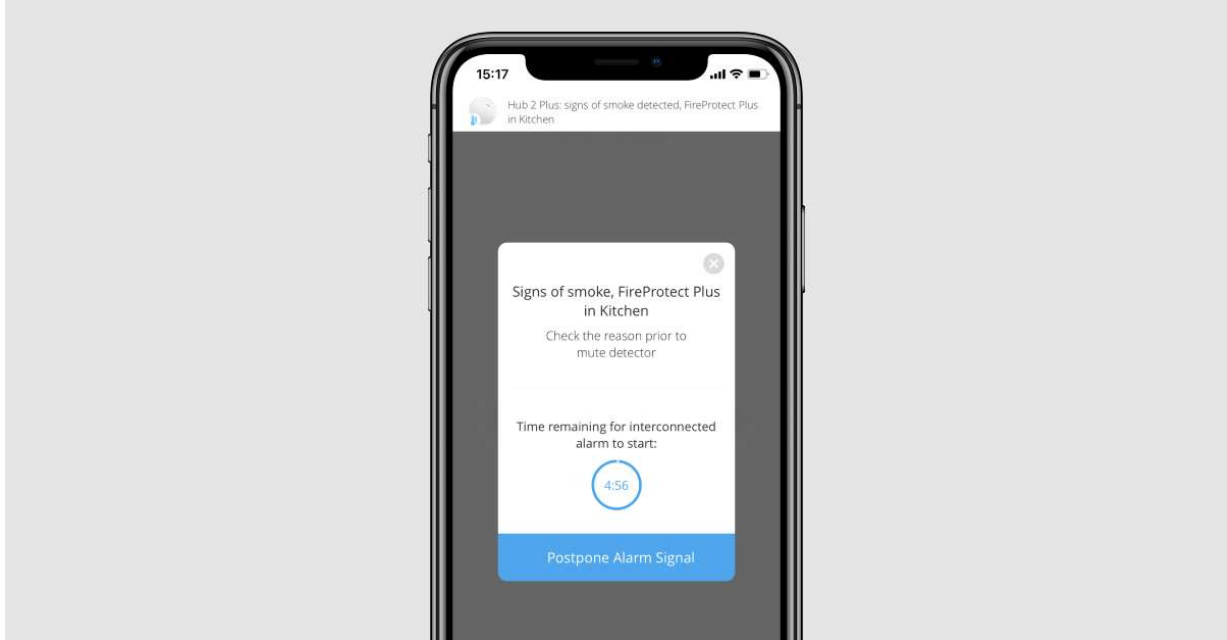 15:17
Hub 2 Plus: signs of smoke detected, FireProtect Plus
in Kitchen
Signs of smoke, FireProtect Plus
in Kitchen
Check the reason prior to
mute detector
Time remaining for interconnected
alarm to start:
4:56
Postpone Alarm Signal